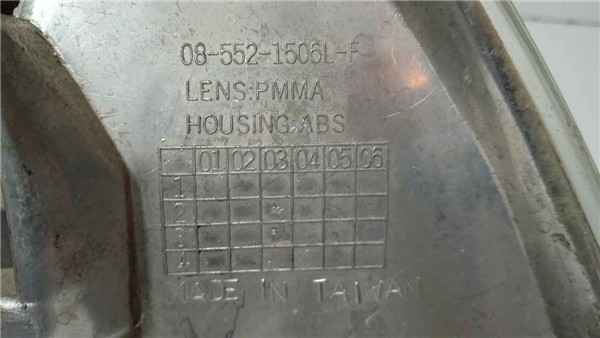 08-552-1506L-F
LENS:PMMA
HOUSING:ABS
01 02 03 04 05 06
1
2
3
4
MADE IN TAIWAN